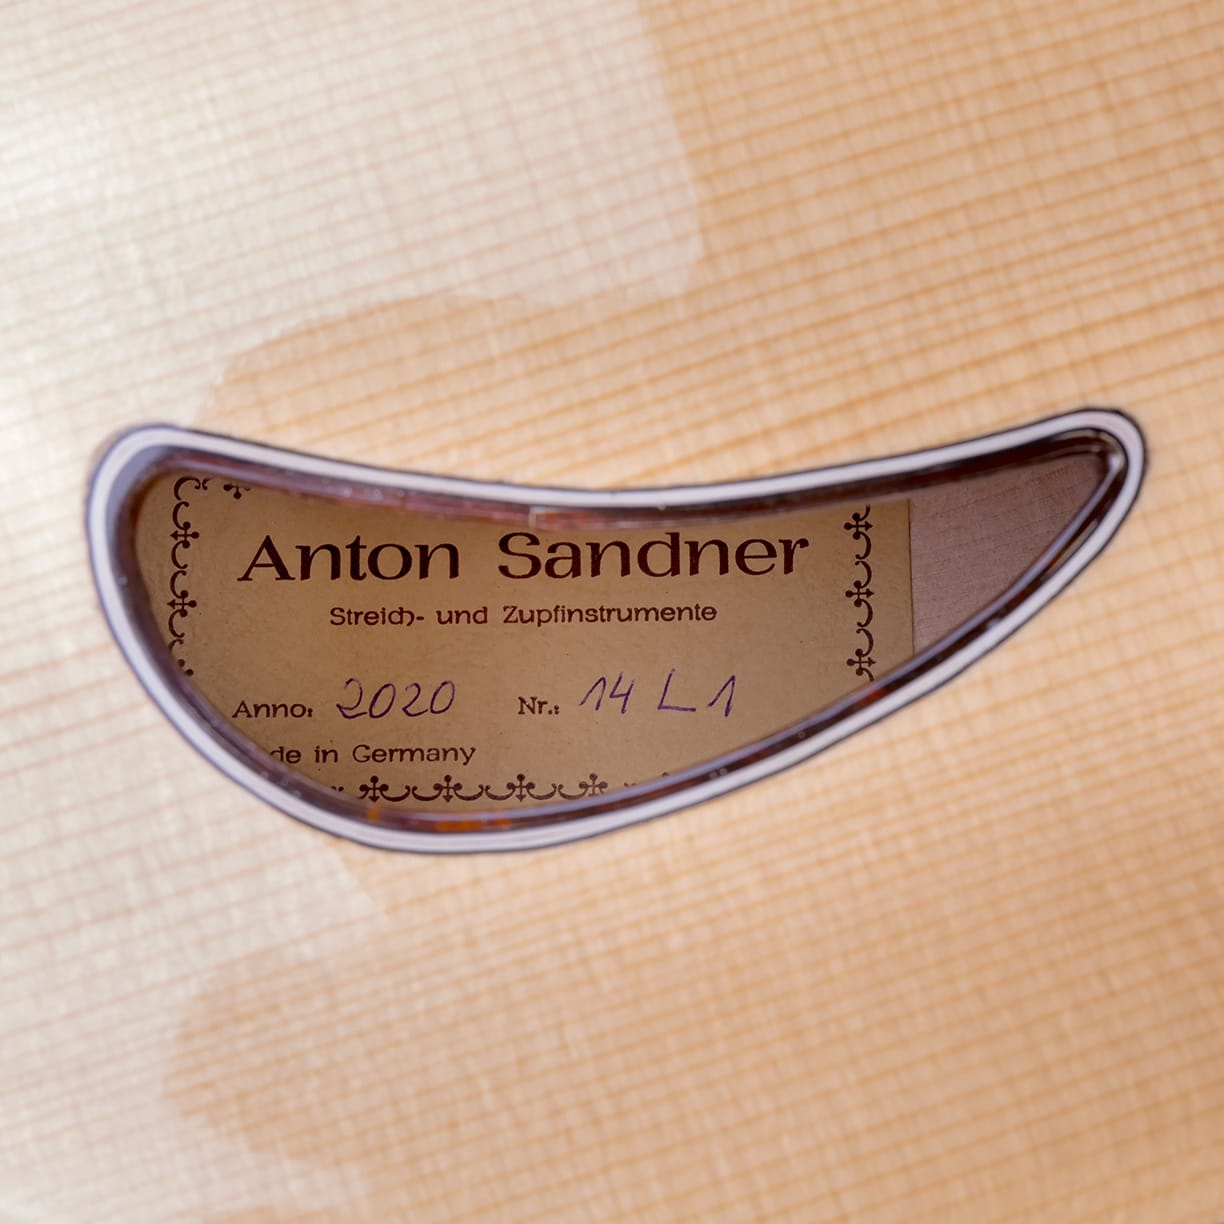 Anton Sandner
Streich- und Zupfinstrumente
Anno: 2020 Nr.: 14 L 1
de in Germany